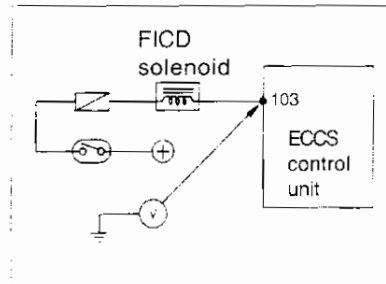 FICD
solenoid
103
ECCS
control
unit
+
V